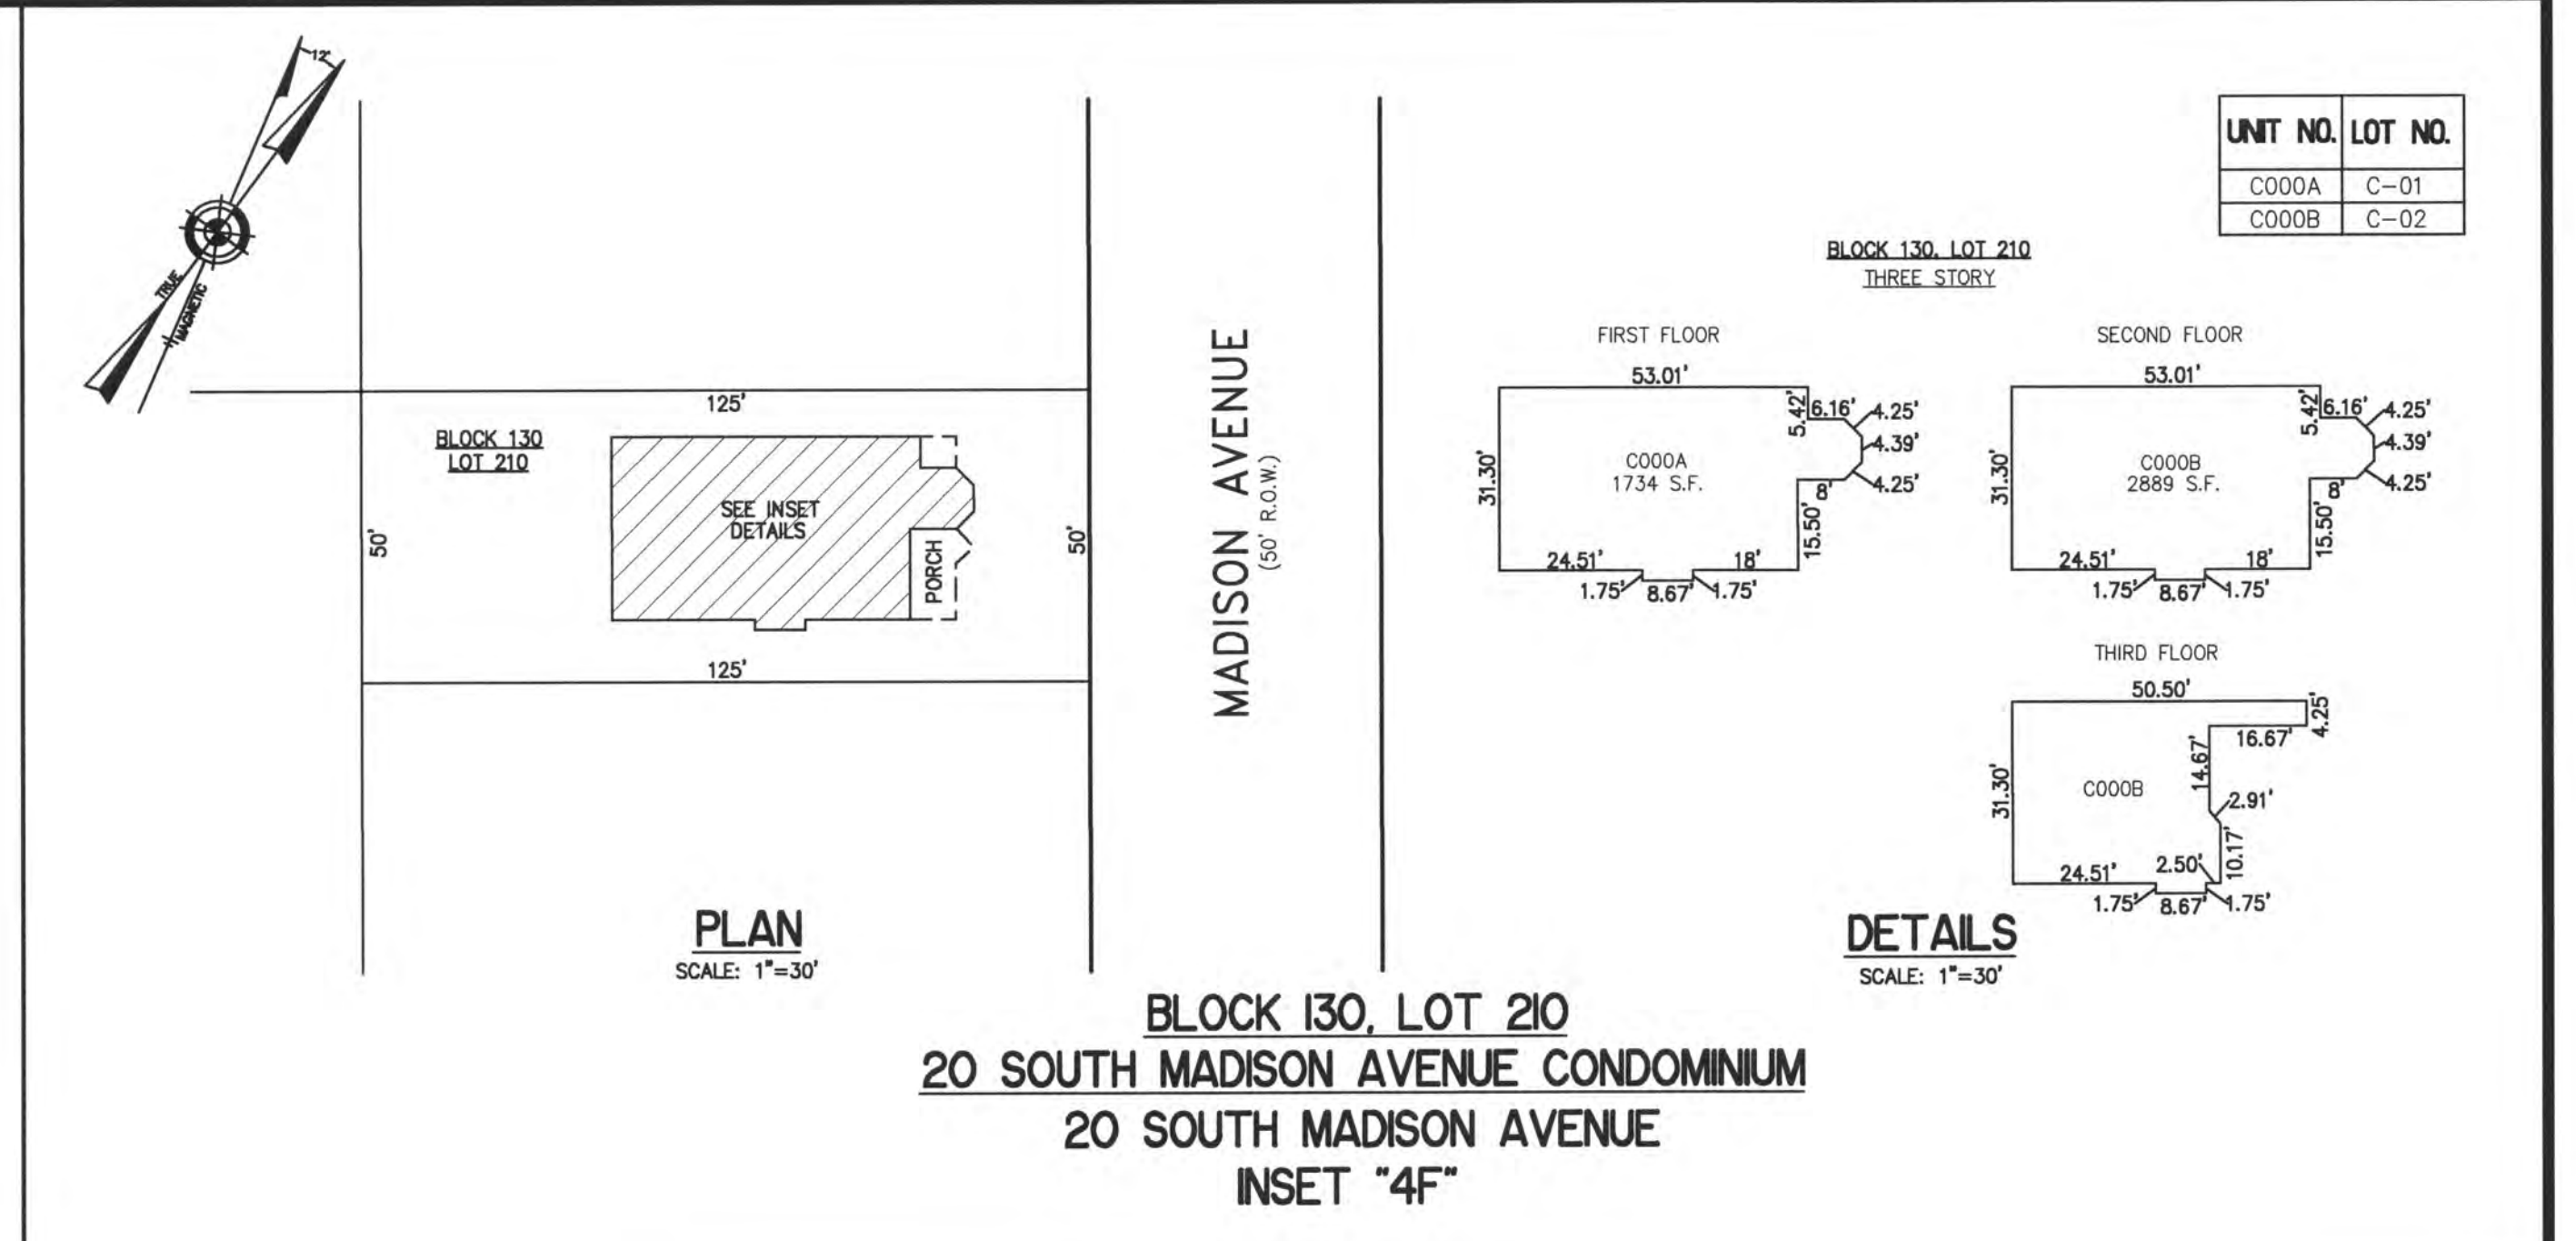 12'
TRUE
MAGNETIC
125'
BLOCK 130
LOT 210
50'
SEE INSET
DETAILS
PORCH
50'
125'
PLAN
SCALE: 1"=30'
MADISON AVENUE
(50' R.O.W.)
UNIT NO. LOT NO.
C000A C-01
C000B C-02
BLOCK 130, LOT 210
THREE STORY
FIRST FLOOR
53.01'
5.42' 6.16' 4.25'
4.39'
31.30'
C000A
1734 S.F.
4.25'
8'
15.50'
24.51' 18'
1.75' 8.67' 1.75'
SECOND FLOOR
53.01'
5.42' 6.16' 4.25'
4.39'
31.30'
C000B
2889 S.F.
4.25'
8'
15.50'
24.51' 18'
1.75' 8.67' 1.75'
THIRD FLOOR
50.50'
4.25'
16.67'
14.67'
31.30'
C000B
2.91'
10.17'
24.51' 2.50'
1.75' 8.67' 1.75'
DETAILS
SCALE: 1"=30'
BLOCK 130, LOT 210
20 SOUTH MADISON AVENUE CONDOMINIUM
20 SOUTH MADISON AVENUE
INSET "4F"